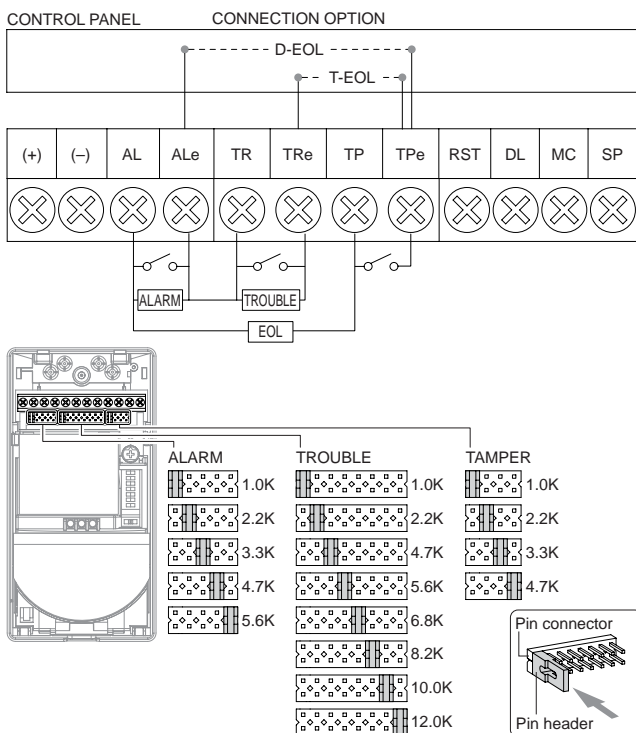 CONTROL PANEL CONNECTION OPTION
D-EOL
T-EOL
(+) (–) AL ALe TR TRe TP TPe RST DL MC SP
ALARM TROUBLE
EOL
ALARM TROUBLE TAMPER
1.0K 1.0K 1.0K
2.2K 2.2K 2.2K
3.3K 4.7K 3.3K
4.7K 5.6K 4.7K
5.6K 6.8K
8.2K
10.0K
12.0K
Pin connector
Pin header